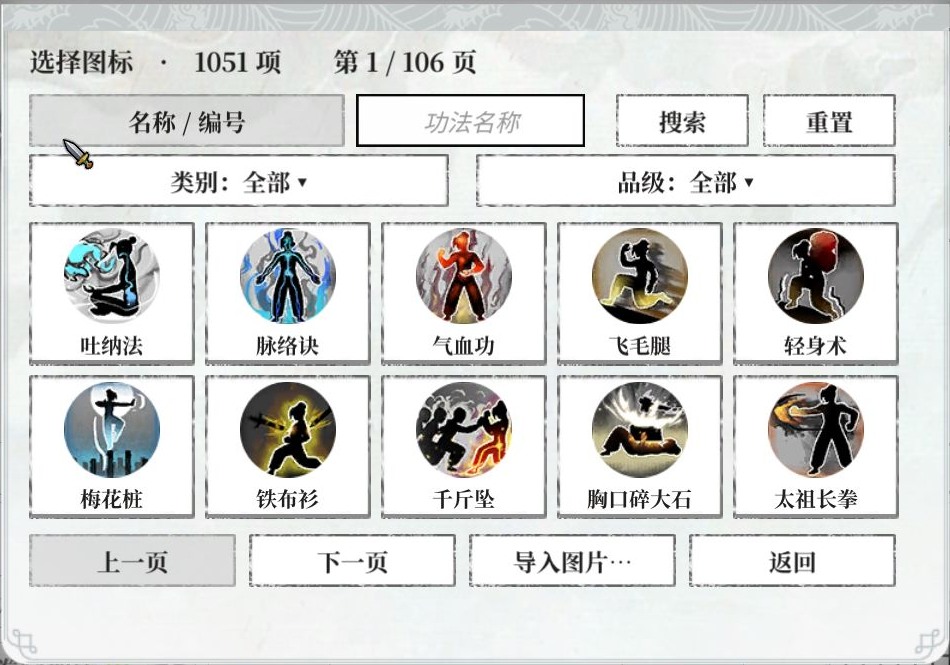 选择图标 · 1051 项 第 1 / 106 页
名称 / 编号 功法名称 搜索 重置
类别：全部 ▾ 品级：全部 ▾
吐纳法 脉络诀 气血功 飞毛腿 轻身术
梅花桩 铁布衫 千斤坠 胸口碎大石 太祖长拳
上一页 下一页 导入图片… 返回